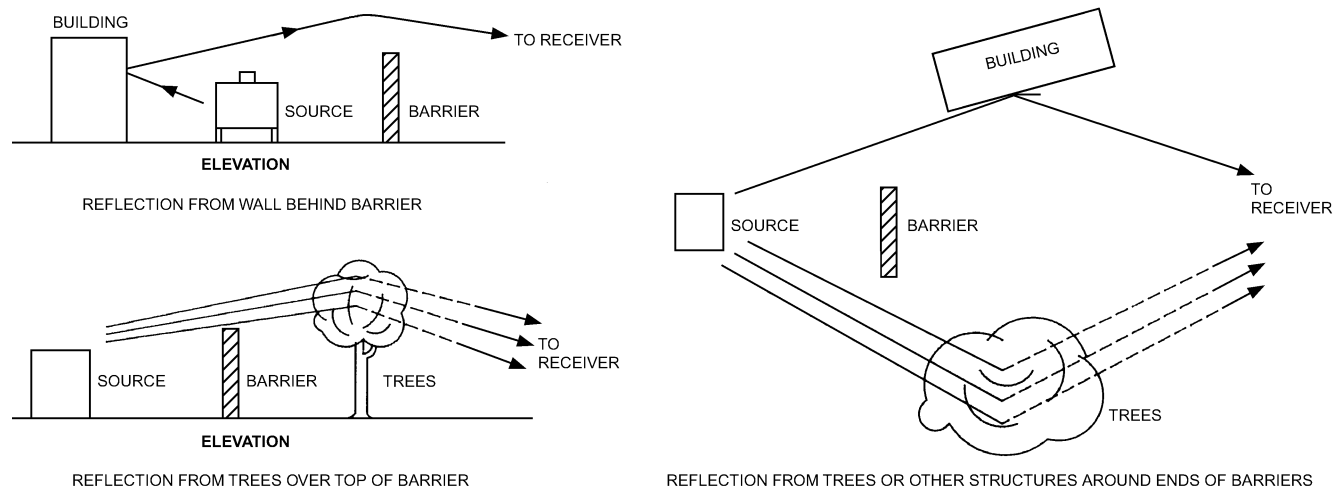 BUILDING
TO RECEIVER
SOURCE
BARRIER
ELEVATION
REFLECTION FROM WALL BEHIND BARRIER
SOURCE
BARRIER
TREES
TO
RECEIVER
ELEVATION
REFLECTION FROM TREES OVER TOP OF BARRIER
BUILDING
TO
RECEIVER
SOURCE
BARRIER
TREES
REFLECTION FROM TREES OR OTHER STRUCTURES AROUND ENDS OF BARRIERS